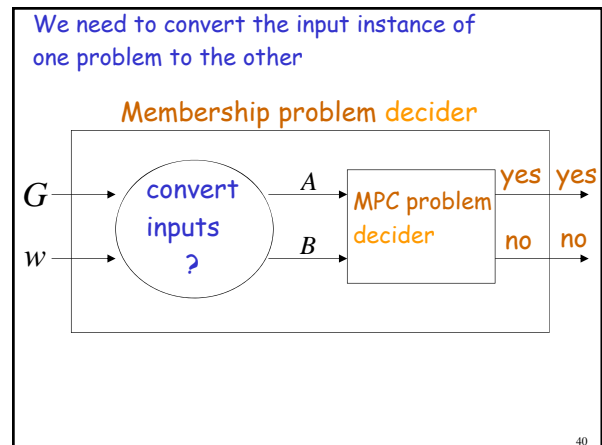 We need to convert the input instance of
one problem to the other
Membership problem decider
G
w
convert
inputs
?
A
B
MPC problem
decider
yes yes
no no
40